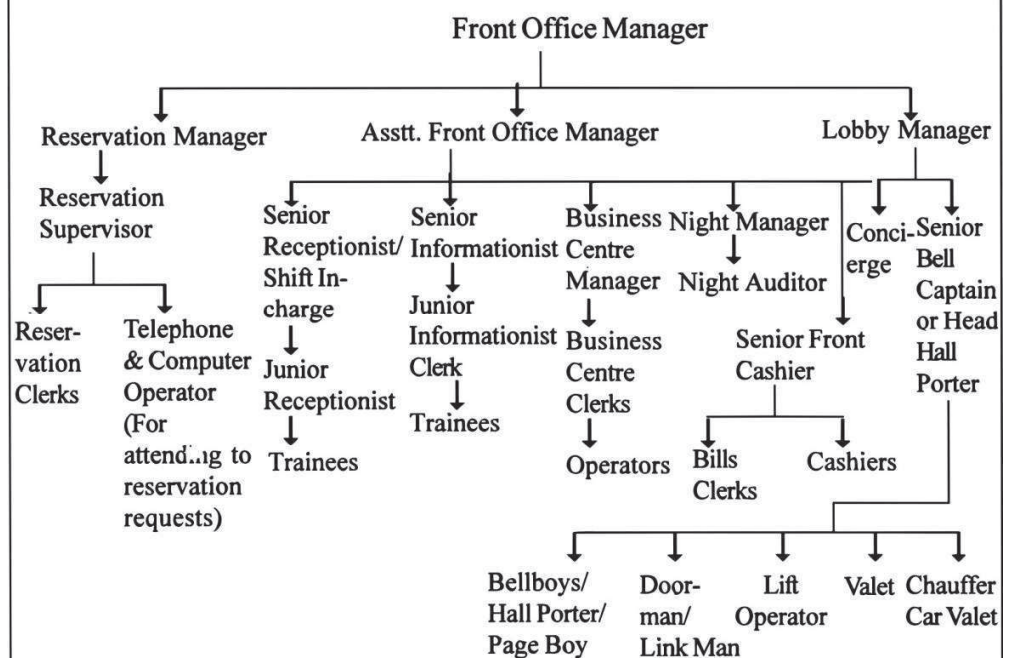 Front Office Manager
Reservation Manager
Asstt. Front Office Manager
Lobby Manager
Reservation
Supervisor
Reser-
vation
Clerks
Telephone
& Computer
Operator
(For
attending to
reservation
requests)
Senior
Receptionist/
Shift In-
charge
Junior
Receptionist
Trainees
Senior
Informationist
Junior
Informationist
Clerk
Trainees
Business
Centre
Manager
Business
Centre
Clerks
Operators
Night Manager
Night Auditor
Senior Front
Cashier
Bills
Clerks
Cashiers
Conci-
erge
Senior
Bell
Captain
or Head
Hall
Porter
Bellboys/
Hall Porter/
Page Boy
Door-
man/
Link Man
Lift
Operator
Valet
Chauffer
Car Valet